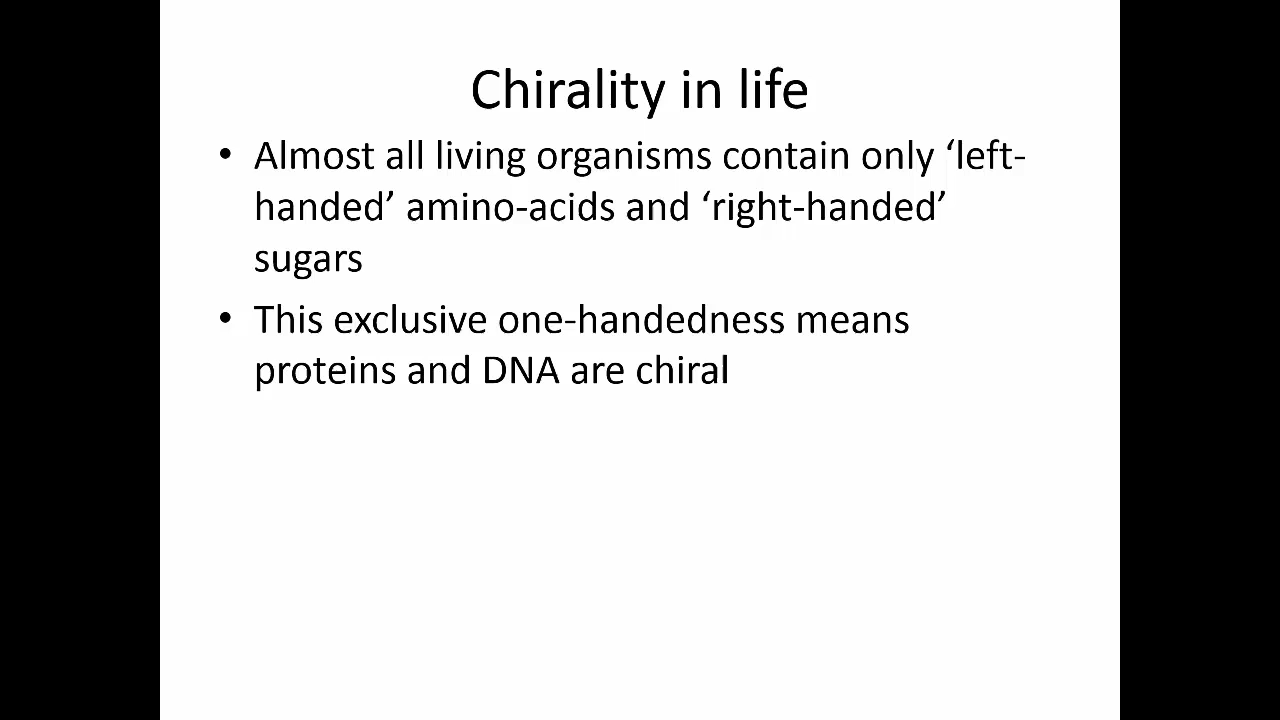 Chirality in life
• Almost all living organisms contain only ‘left-
handed’ amino-acids and ‘right-handed’
sugars
• This exclusive one-handedness means
proteins and DNA are chiral